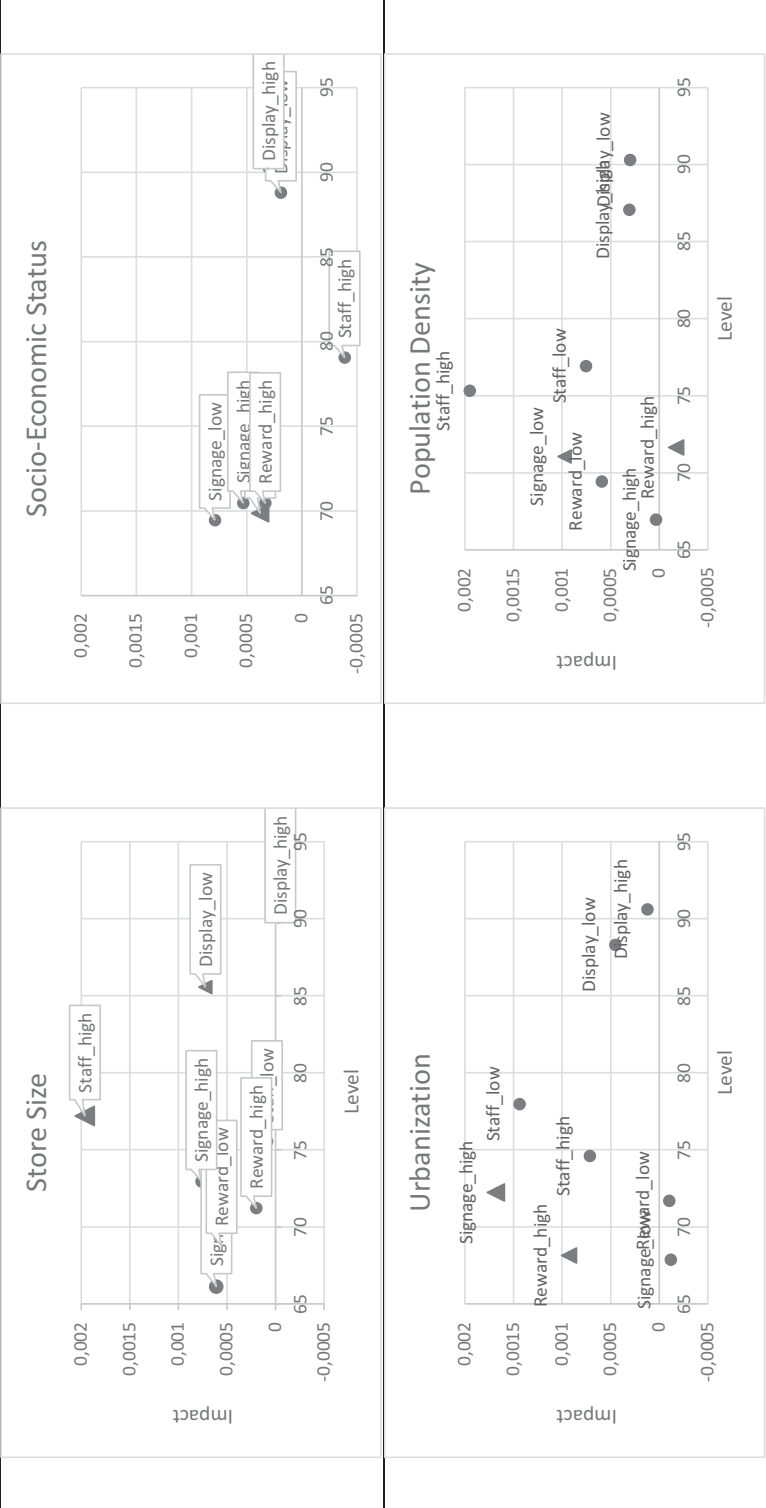 Store Size
Impact
0,002
0,0015
0,001
0,0005
0
-0,0005
65
70
75
80
85
90
95
Level
Staff_high
Display_low
Signage_high
Reward_low
Reward_high
Display_high
Socio-Economic Status
0,002
0,0015
0,001
0,0005
0
-0,0005
65
70
75
80
85
90
95
Signage_low
Signage_high
Reward_high
Staff_high
Display_high
Display_low
Urbanization
Impact
0,002
0,0015
0,001
0,0005
0
-0,0005
65
70
75
80
85
90
95
Level
Signage_high
Staff_low
Reward_high
Staff_high
Display_low
Display_high
Signage_low
Reward_low
Population Density
Impact
0,002
0,0015
0,001
0,0005
0
-0,0005
65
70
75
80
85
90
95
Level
Staff_high
Signage_low
Staff_low
Reward_low
Display_high
Display_low
Signage_high
Reward_high